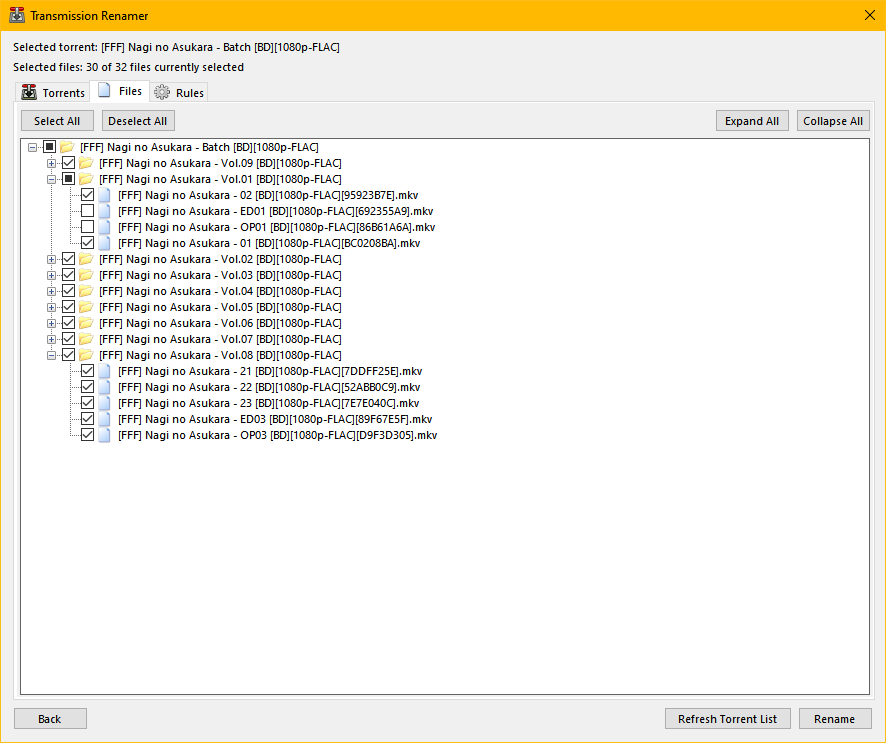 Transmission Renamer
Selected torrent: [FFF] Nagi no Asukara - Batch [BD][1080p-FLAC]
Selected files: 30 of 32 files currently selected
Torrents Files Rules
Select All Deselect All Expand All Collapse All
[FFF] Nagi no Asukara - Batch [BD][1080p-FLAC]
[FFF] Nagi no Asukara - Vol.09 [BD][1080p-FLAC]
[FFF] Nagi no Asukara - Vol.01 [BD][1080p-FLAC]
[FFF] Nagi no Asukara - 02 [BD][1080p-FLAC][95923B7E].mkv
[FFF] Nagi no Asukara - ED01 [BD][1080p-FLAC][692355A9].mkv
[FFF] Nagi no Asukara - OP01 [BD][1080p-FLAC][86B61A6A].mkv
[FFF] Nagi no Asukara - 01 [BD][1080p-FLAC][BC0208BA].mkv
[FFF] Nagi no Asukara - Vol.02 [BD][1080p-FLAC]
[FFF] Nagi no Asukara - Vol.03 [BD][1080p-FLAC]
[FFF] Nagi no Asukara - Vol.04 [BD][1080p-FLAC]
[FFF] Nagi no Asukara - Vol.05 [BD][1080p-FLAC]
[FFF] Nagi no Asukara - Vol.06 [BD][1080p-FLAC]
[FFF] Nagi no Asukara - Vol.07 [BD][1080p-FLAC]
[FFF] Nagi no Asukara - Vol.08 [BD][1080p-FLAC]
[FFF] Nagi no Asukara - 21 [BD][1080p-FLAC][7DDFF25E].mkv
[FFF] Nagi no Asukara - 22 [BD][1080p-FLAC][52ABB0C9].mkv
[FFF] Nagi no Asukara - 23 [BD][1080p-FLAC][7E7E040C].mkv
[FFF] Nagi no Asukara - ED03 [BD][1080p-FLAC][89F67E5F].mkv
[FFF] Nagi no Asukara - OP03 [BD][1080p-FLAC][D9F3D305].mkv
Back Refresh Torrent List Rename